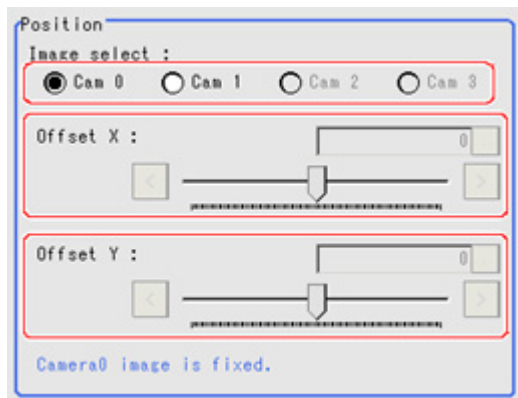 Position
Image select :
Cam 0 Cam 1 Cam 2 Cam 3
Offset X :
0
< >
Offset Y :
0
< >
Camera0 image is fixed.